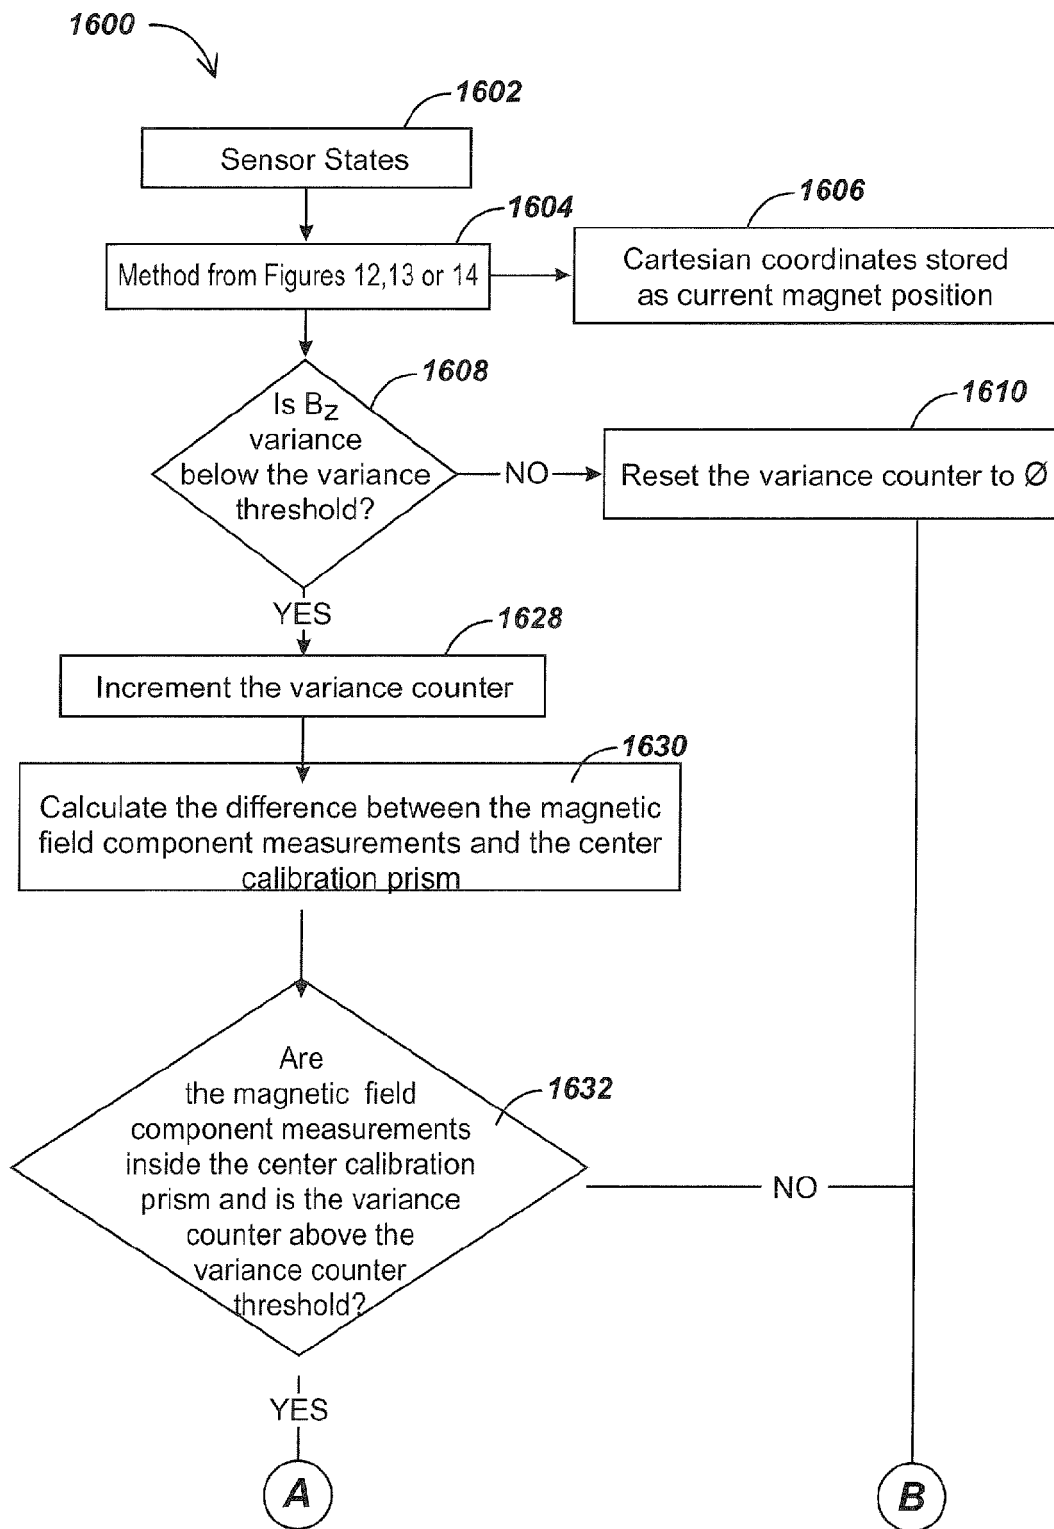 1600
1602
Sensor States
1604
Method from Figures 12,13 or 14
1606
Cartesian coordinates stored
as current magnet position
1608
Is BZ
variance
below the variance
threshold?
NO
1610
Reset the variance counter to Ø
YES
1628
Increment the variance counter
1630
Calculate the difference between the magnetic
field component measurements and the center
calibration prism
1632
Are
the magnetic field
component measurements
inside the center calibration
prism and is the variance
counter above the
variance counter
threshold?
NO
YES
A
B